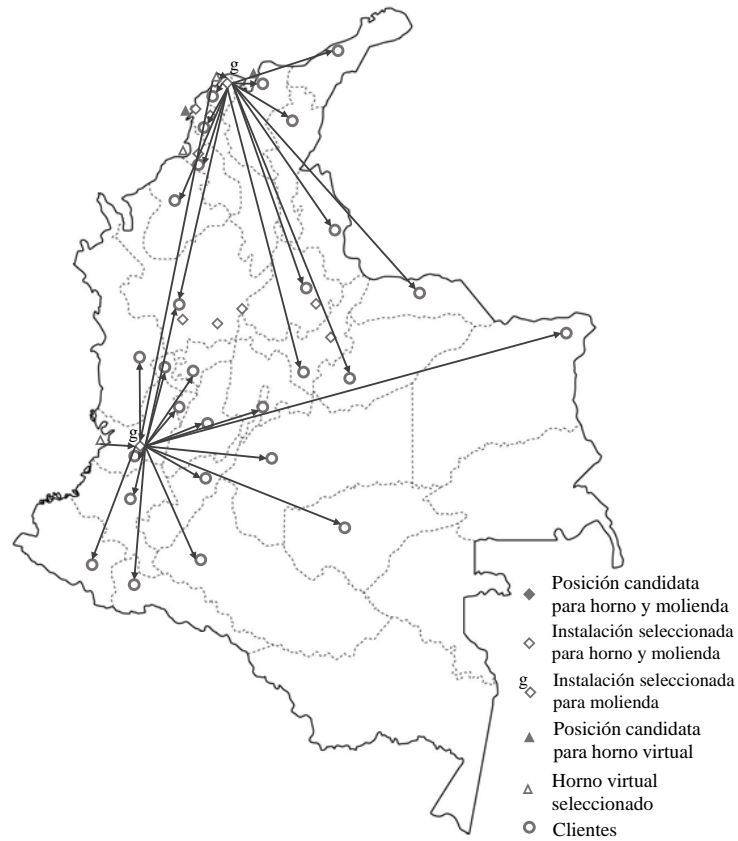 g
g
Posición candidata
para horno y molienda
Instalación seleccionada
para horno y molienda
g
Instalación seleccionada
para molienda
Posición candidata
para horno virtual
Horno virtual
seleccionado
Clientes